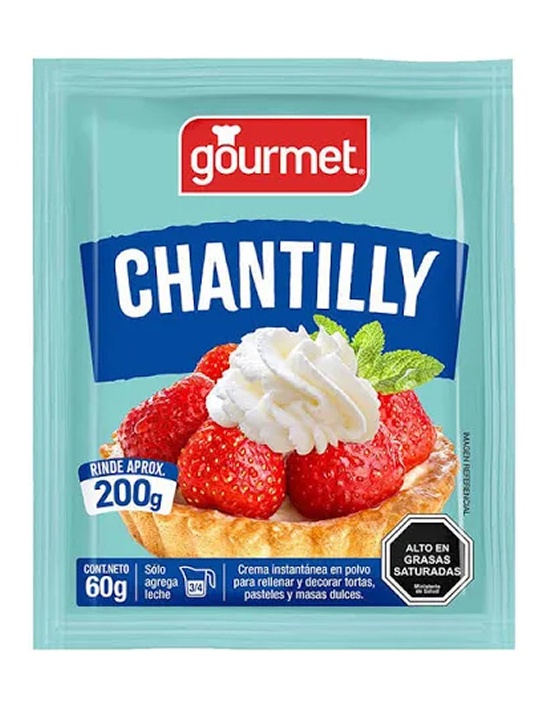 gourmet®
CHANTILLY
RINDE APROX.
200g
IMAGEN REFERENCIAL
CONT.NETO
60g
Sólo
agrega
leche
3/4
Crema instantánea en polvo
para rellenar y decorar tortas,
pasteles y masas dulces.
ALTO EN
GRASAS
SATURADAS
Ministerio
de Salud